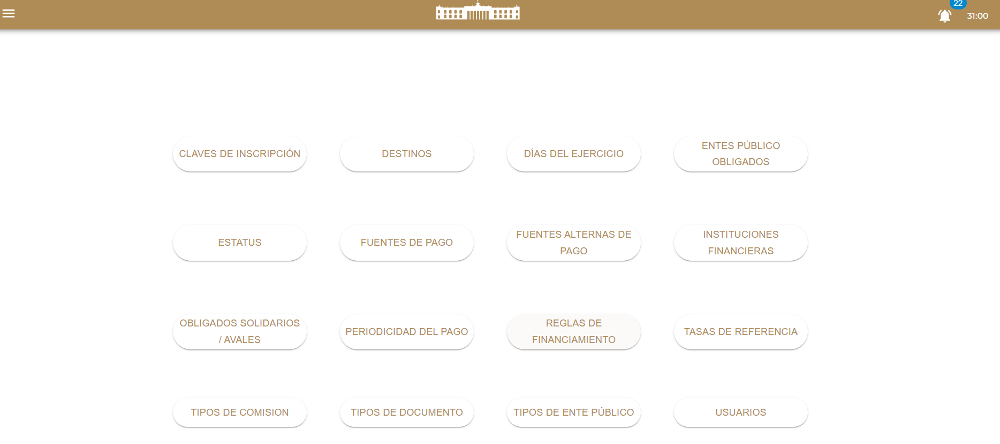 22
31:00
CLAVES DE INSCRIPCIÓN
DESTINOS
DÍAS DEL EJERCICIO
ENTES PÚBLICO
OBLIGADOS
ESTATUS
FUENTES DE PAGO
FUENTES ALTERNAS DE
PAGO
INSTITUCIONES
FINANCIERAS
OBLIGADOS SOLIDARIOS
/ AVALES
PERIODICIDAD DEL PAGO
REGLAS DE
FINANCIAMIENTO
TASAS DE REFERENCIA
TIPOS DE COMISION
TIPOS DE DOCUMENTO
TIPOS DE ENTE PÚBLICO
USUARIOS